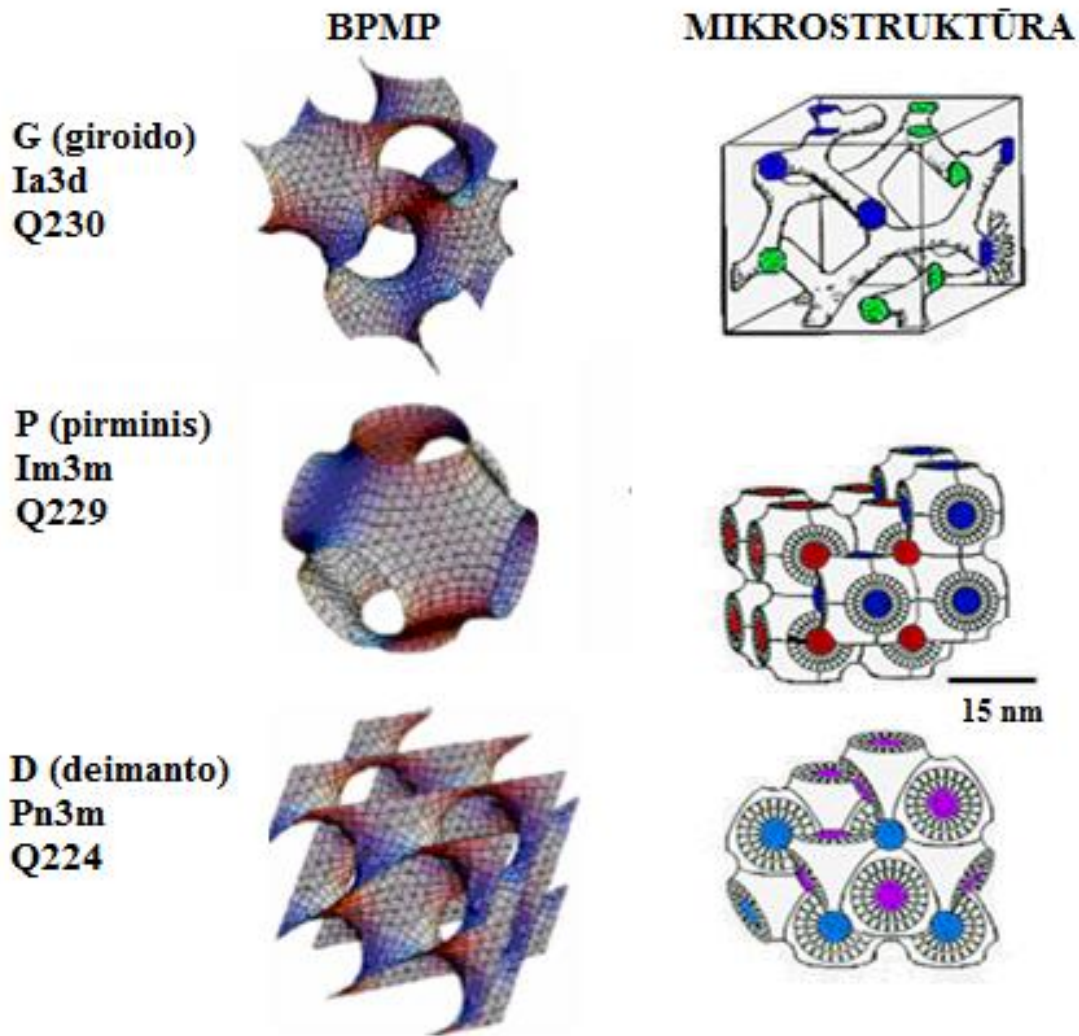 BPMP
MIKROSTRUKTŪRA
G (giroido)
Ia3d
Q230
P (pirminis)
Im3m
Q229
15 nm
D (deimanto)
Pn3m
Q224